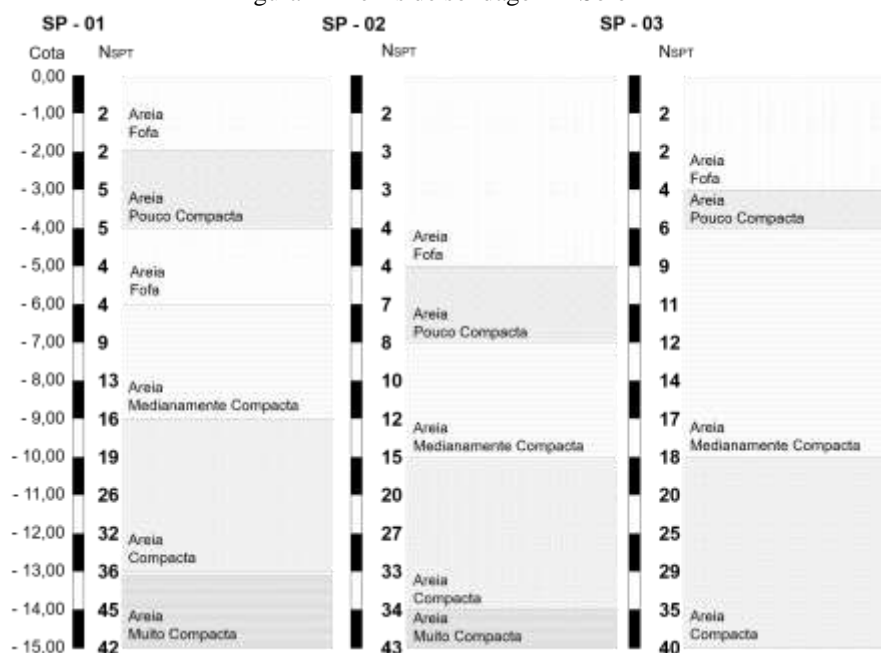 SP - 01
SP - 02
SP - 03
Cota
NSPT
NSPT
NSPT
0,00
- 1,00
2
Areia
Fofa
2
2
- 2,00
2
3
2
Areia
Fofa
- 3,00
5
Areia
Pouco Compacta
3
4
Areia
Pouco Compacta
- 4,00
5
4
Areia
Fofa
6
- 5,00
4
Areia
Fofa
4
9
- 6,00
4
7
Areia
Pouco Compacta
11
- 7,00
9
8
12
- 8,00
13
Areia
Medianamente Compacta
10
14
- 9,00
16
12
Areia
Medianamente Compacta
17
Areia
Medianamente Compacta
- 10,00
19
15
18
- 11,00
26
20
20
- 12,00
32
Areia
Compacta
27
25
- 13,00
36
33
Areia
Compacta
29
- 14,00
45
Areia
Muito Compacta
34
Areia
Muito Compacta
35
Areia
Compacta
- 15,00
42
43
40